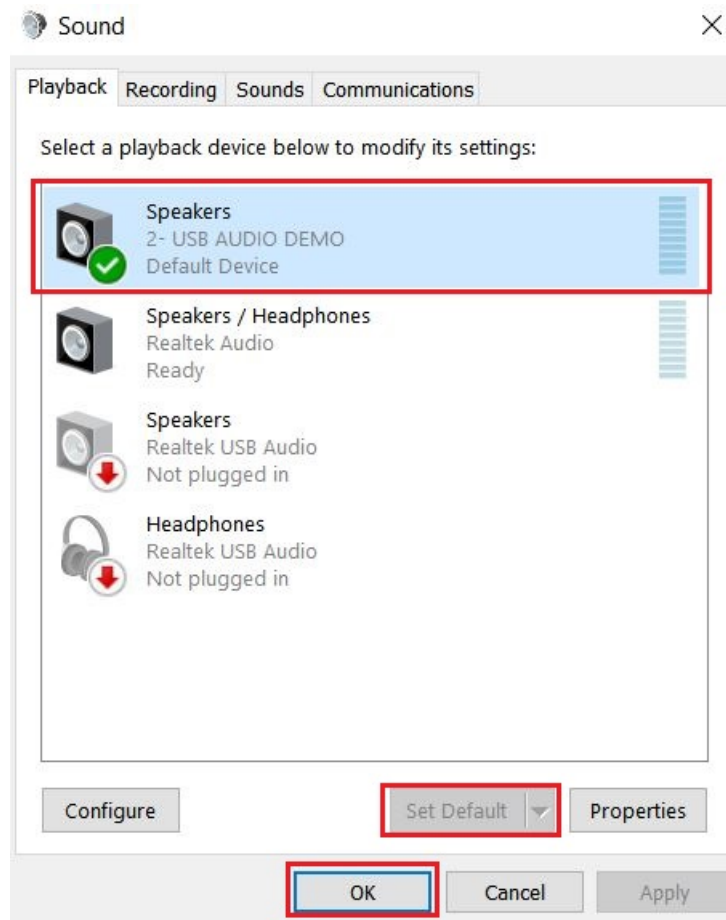 Sound
Playback Recording Sounds Communications
Select a playback device below to modify its settings:
Speakers
2- USB AUDIO DEMO
Default Device
Speakers / Headphones
Realtek Audio
Ready
Speakers
Realtek USB Audio
Not plugged in
Headphones
Realtek USB Audio
Not plugged in
Configure Set Default Properties
OK Cancel Apply